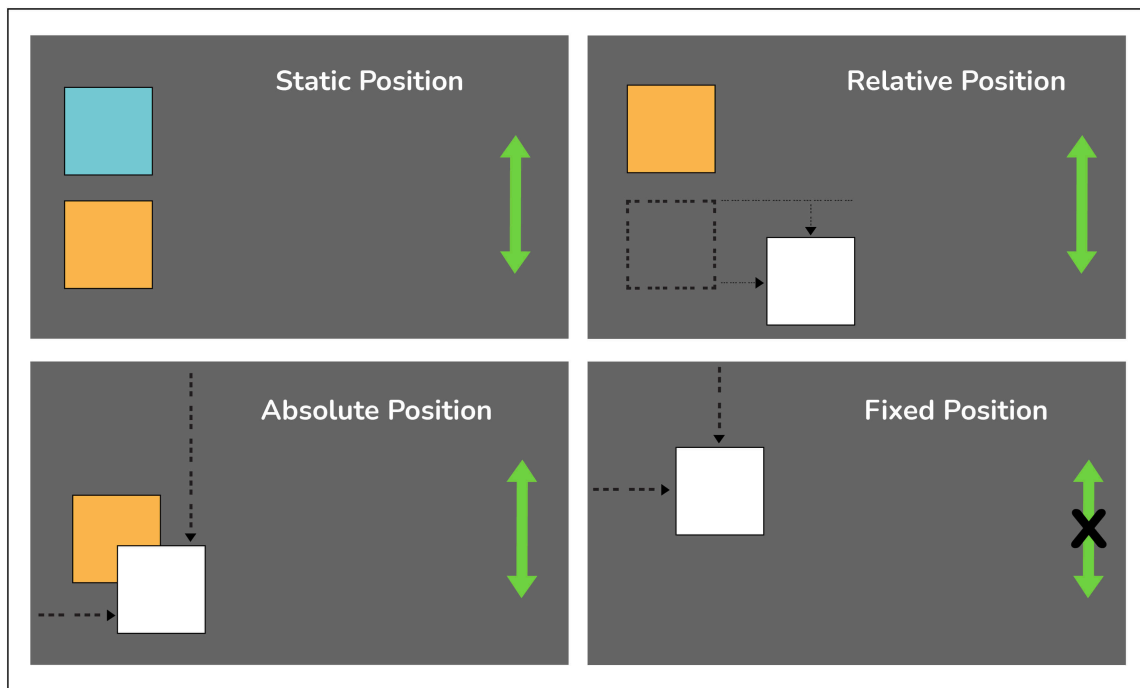 Static Position
Relative Position
Absolute Position
Fixed Position